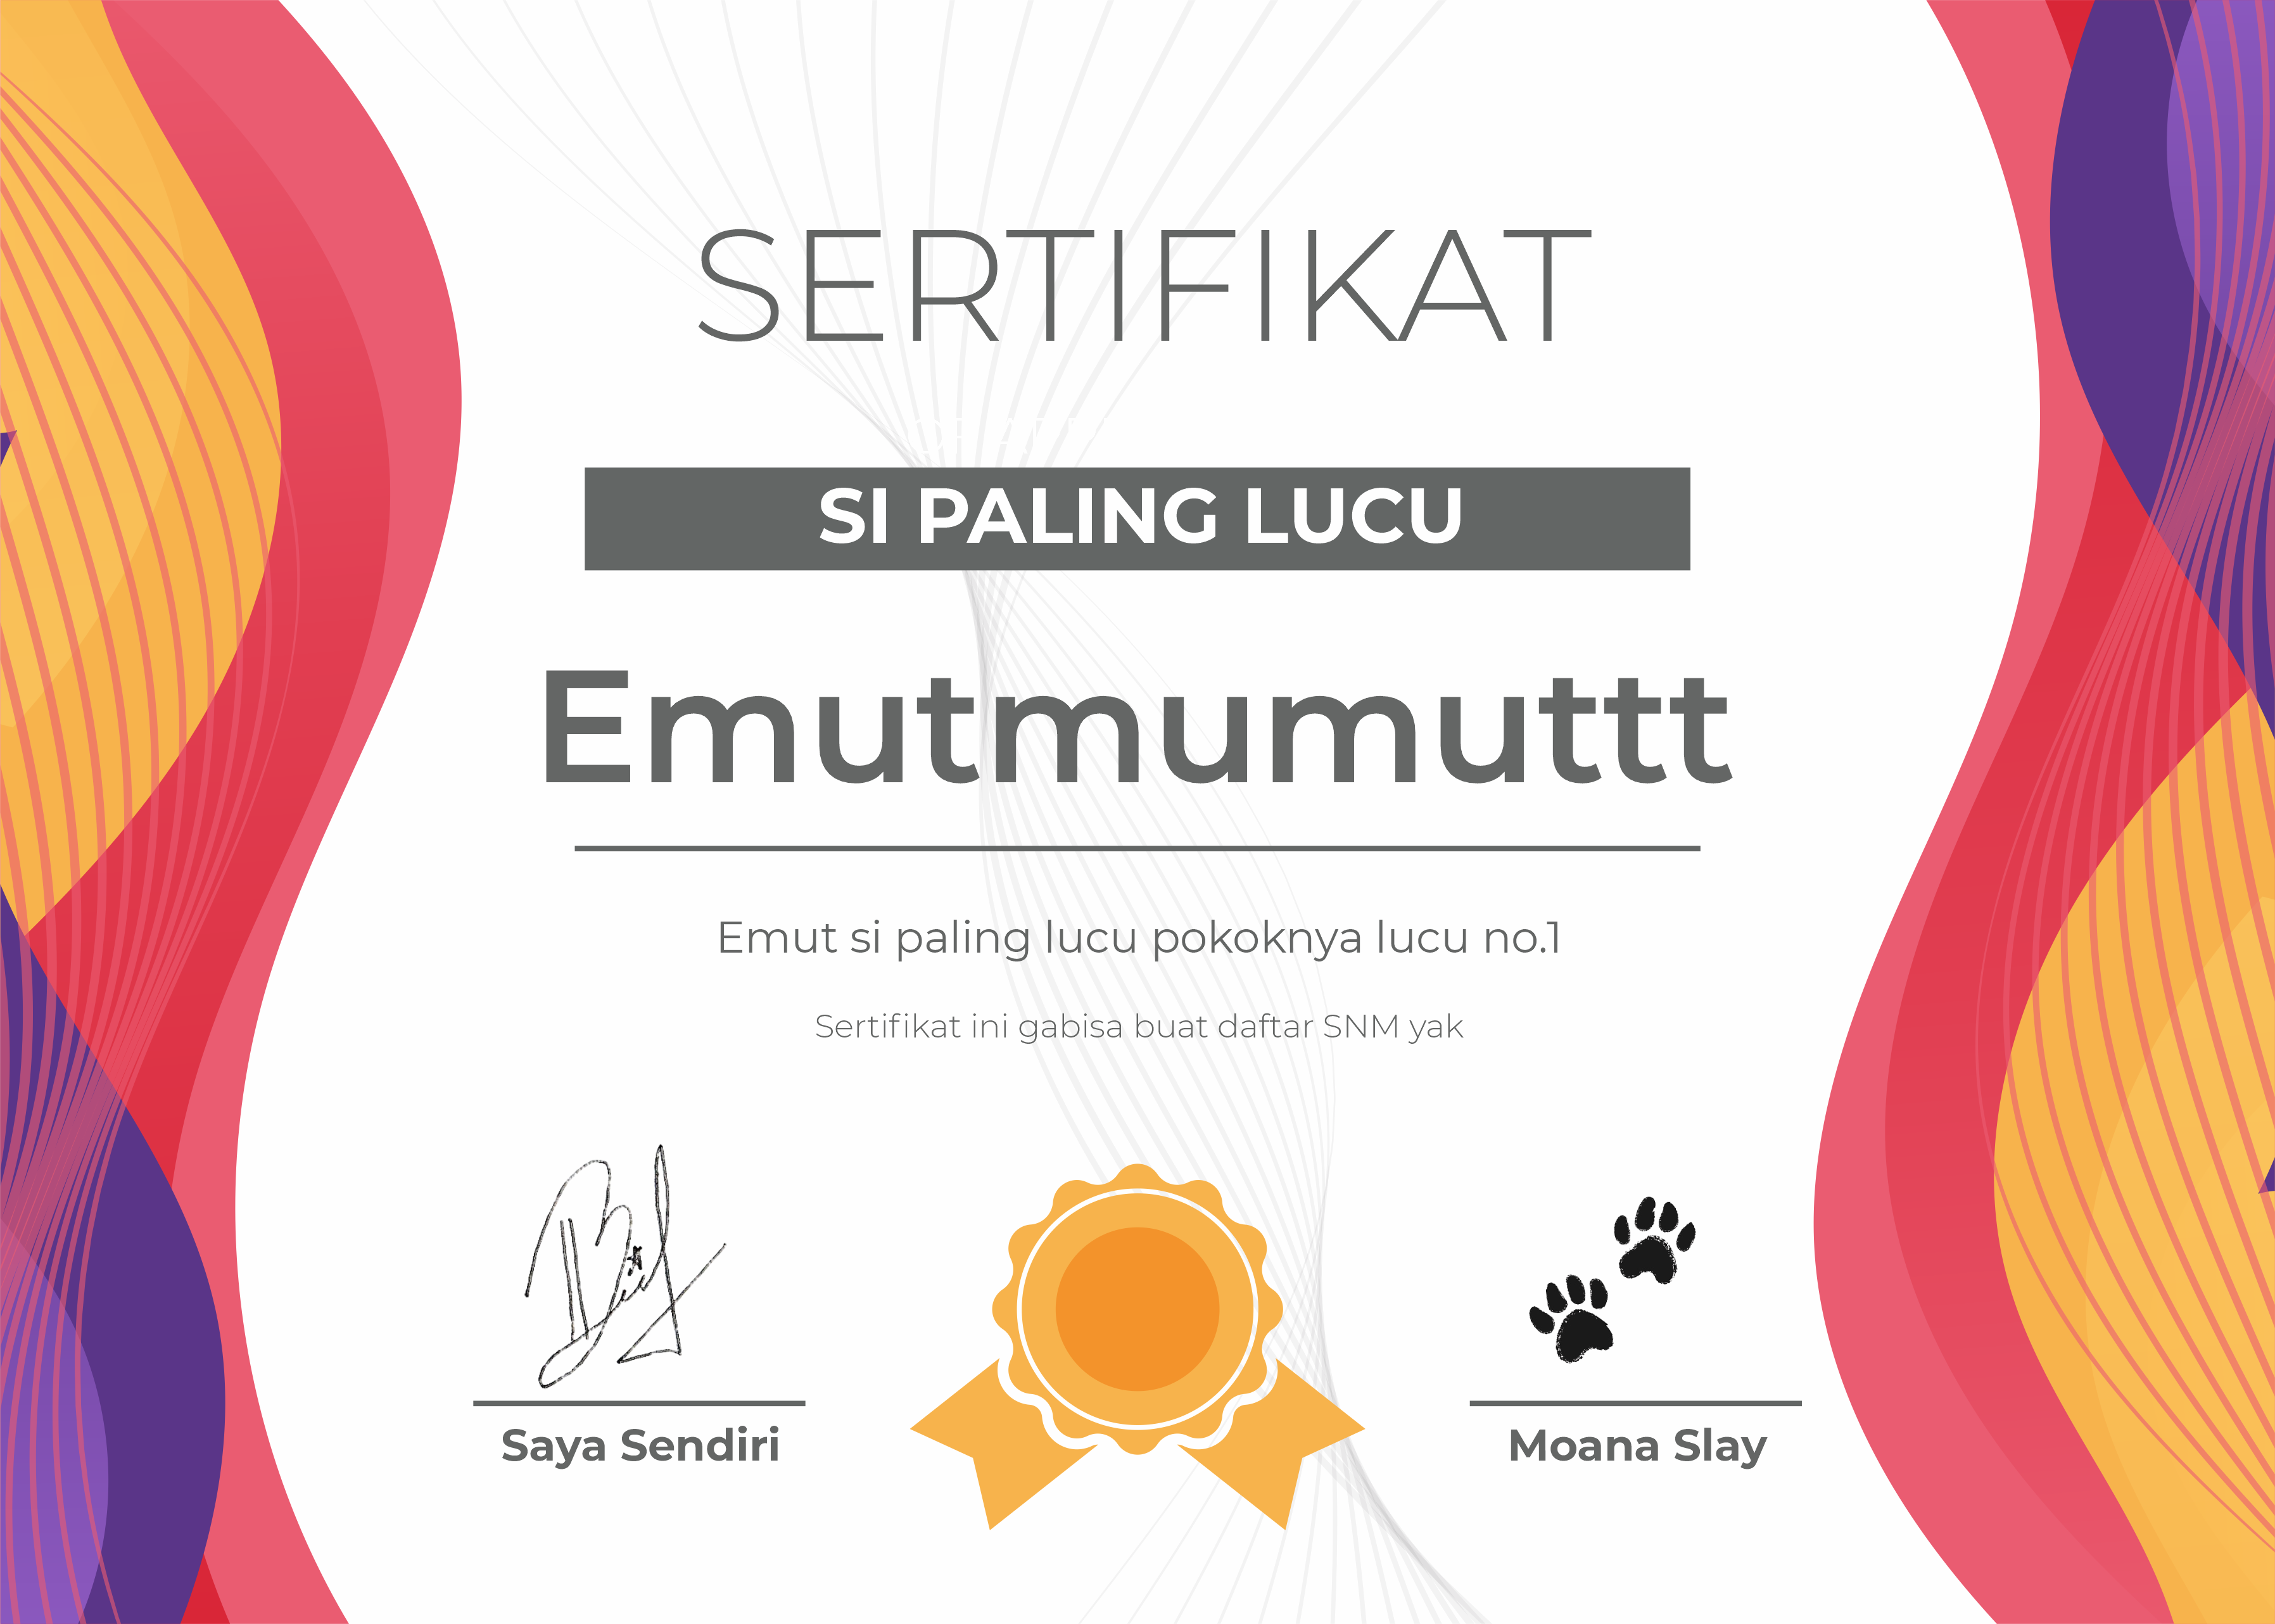 SERTIFIKAT
SI PALING LUCU
Emutmumuttt
Emut si paling lucu pokoknya lucu no.1
Sertifikat ini gabisa buat daftar SNM yak
Saya Sendiri
Moana Slay